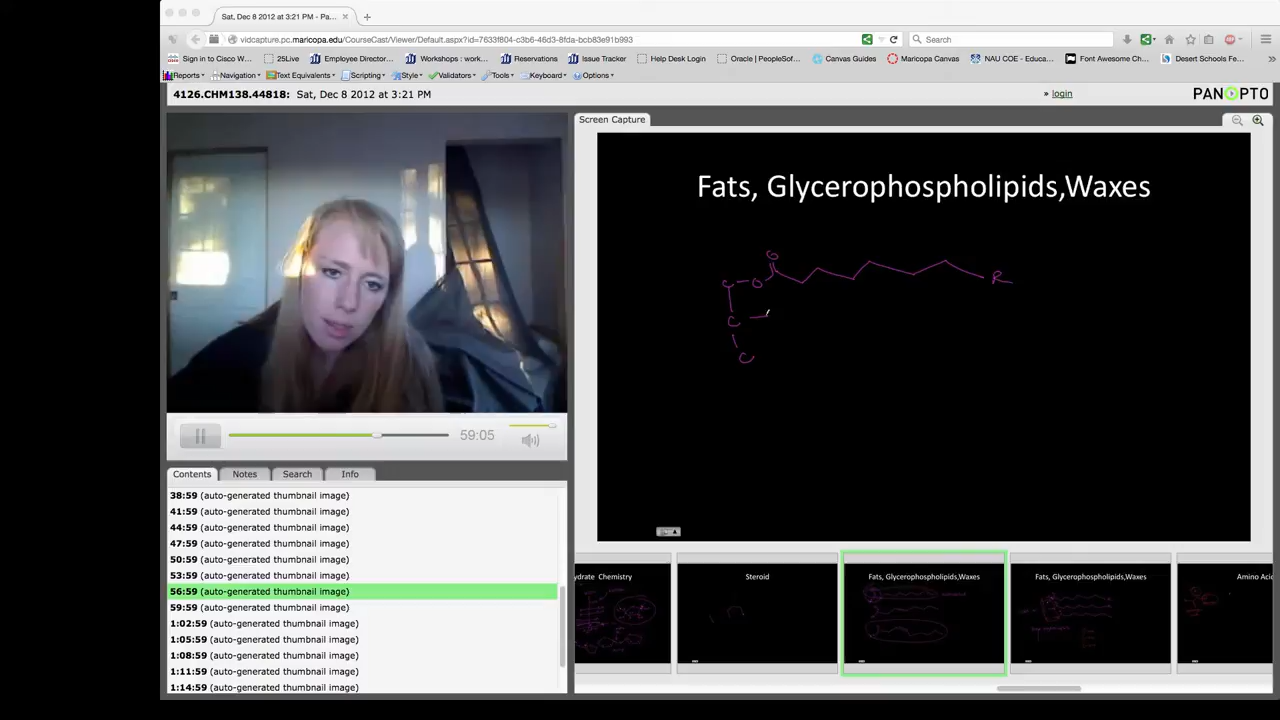 Sat, Dec 8 2012 at 3:21 PM - Pa...
vidcapture.pc.maricopa.edu/CourseCast/Viewer/Default.aspx?id=7633f804-c3b6-46d3-8fda-bcb83e91b993
Search
Sign in to Cisco W...
25Live
Employee Director...
Workshops : work...
Reservations
Issue Tracker
Help Desk Login
Oracle | PeopleSof...
Canvas Guides
Maricopa Canvas
NAU COE - Educa...
Font Awesome Ch...
Desert Schools Fe...
Reports
Navigation
Text Equivalents
Scripting
Style
Validators
Tools
Keyboard
Options
4126.CHM138.44818: Sat, Dec 8 2012 at 3:21 PM
» login
PANOPTO
Screen Capture
Fats, Glycerophospholipids,Waxes
O
C - O
R
C
C
59:05
Contents
Notes
Search
Info
38:59 (auto-generated thumbnail image)
41:59 (auto-generated thumbnail image)
44:59 (auto-generated thumbnail image)
47:59 (auto-generated thumbnail image)
50:59 (auto-generated thumbnail image)
53:59 (auto-generated thumbnail image)
56:59 (auto-generated thumbnail image)
59:59 (auto-generated thumbnail image)
1:02:59 (auto-generated thumbnail image)
1:05:59 (auto-generated thumbnail image)
1:08:59 (auto-generated thumbnail image)
1:11:59 (auto-generated thumbnail image)
1:14:59 (auto-generated thumbnail image)
ydrate Chemistry
Steroid
Fats, Glycerophospholipids,Waxes
Fats, Glycerophospholipids,Waxes
Amino Acid